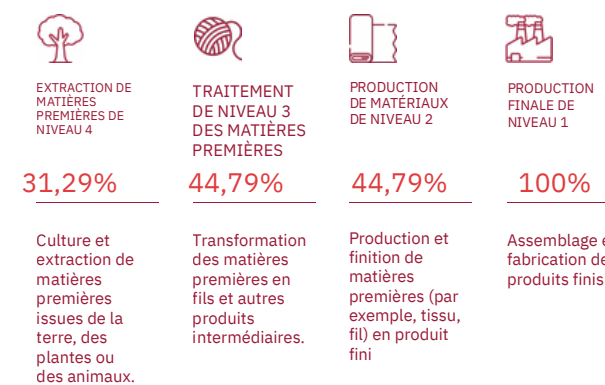 EXTRACTION DE
MATIÈRES
PREMIÈRES DE
NIVEAU 4
31,29%
Culture et
extraction de
matières
premières
issues de la
terre, des
plantes ou
des animaux.
TRAITEMENT
DE NIVEAU 3
DES MATIÈRES
PREMIÈRES
44,79%
Transformation
des matières
premières en
fils et autres
produits
intermédiaires.
PRODUCTION
DE MATÉRIAUX
DE NIVEAU 2
44,79%
Production et
finition de
matières
premières (par
exemple, tissu,
fil) en produit
fini
PRODUCTION
FINALE DE
NIVEAU 1
100%
Assemblage e
fabrication de
produits finis